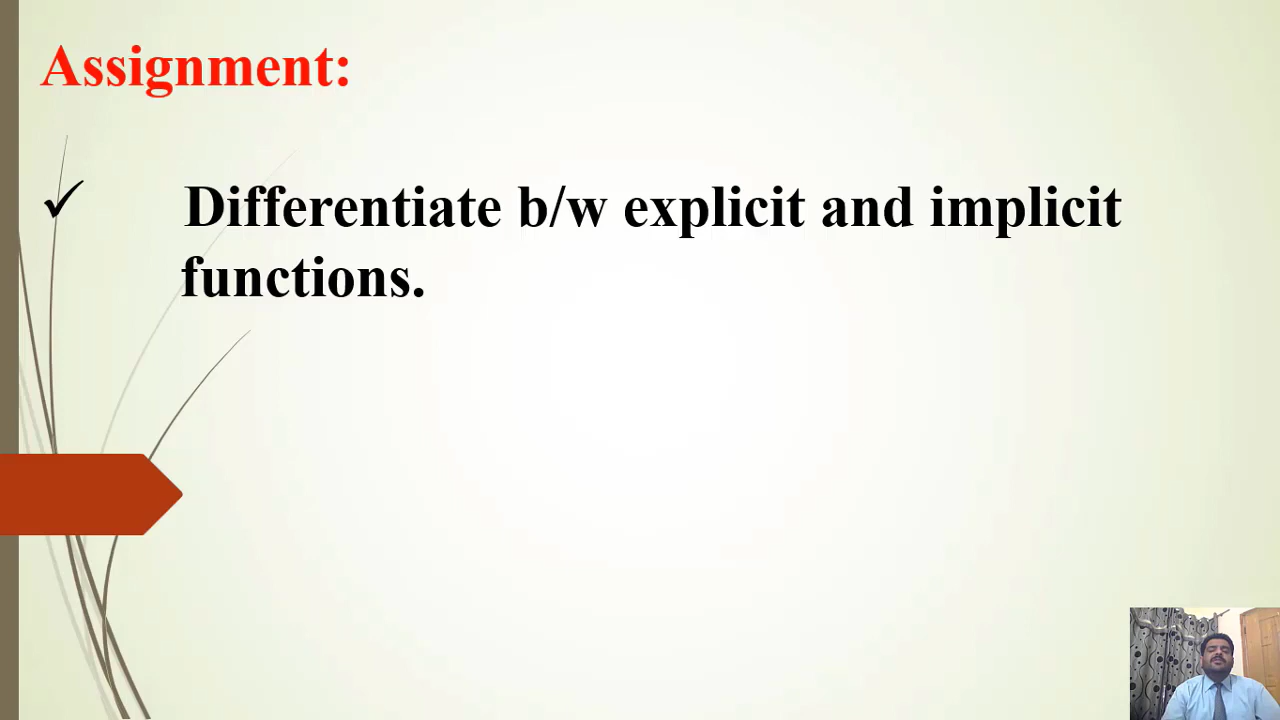 Assignment:
✓ Differentiate b/w explicit and implicit
functions.